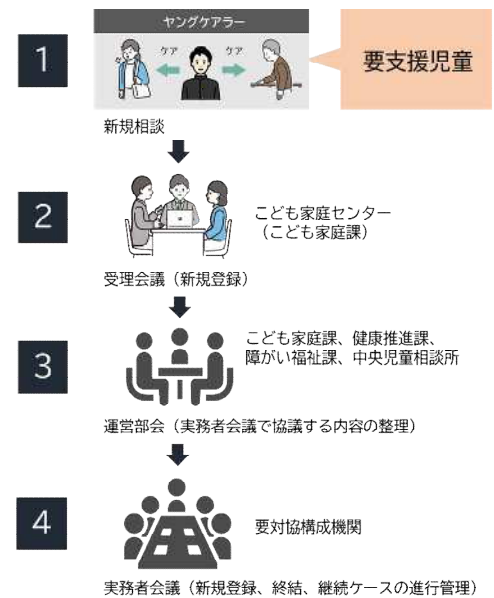 ヤングケアラー
1
ケア
ケア
要支援児童
新規相談
2
こども家庭センター
（こども家庭課）
受理会議（新規登録）
3
こども家庭課、健康推進課、
障がい福祉課、中央児童相談所
運営部会（実務者会議で協議する内容の整理）
4
要対協構成機関
実務者会議（新規登録、終結、継続ケースの進行管理）